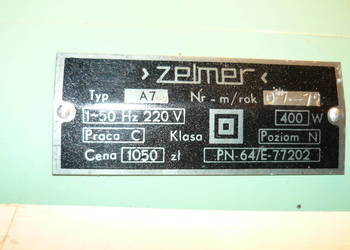 ›zelmer‹
Typ A7 Nr - m/rok
1~50 Hz 220 V 400 W
Praca C Klasa Poziom N
Cena 1050 zł PN-64/E-77202